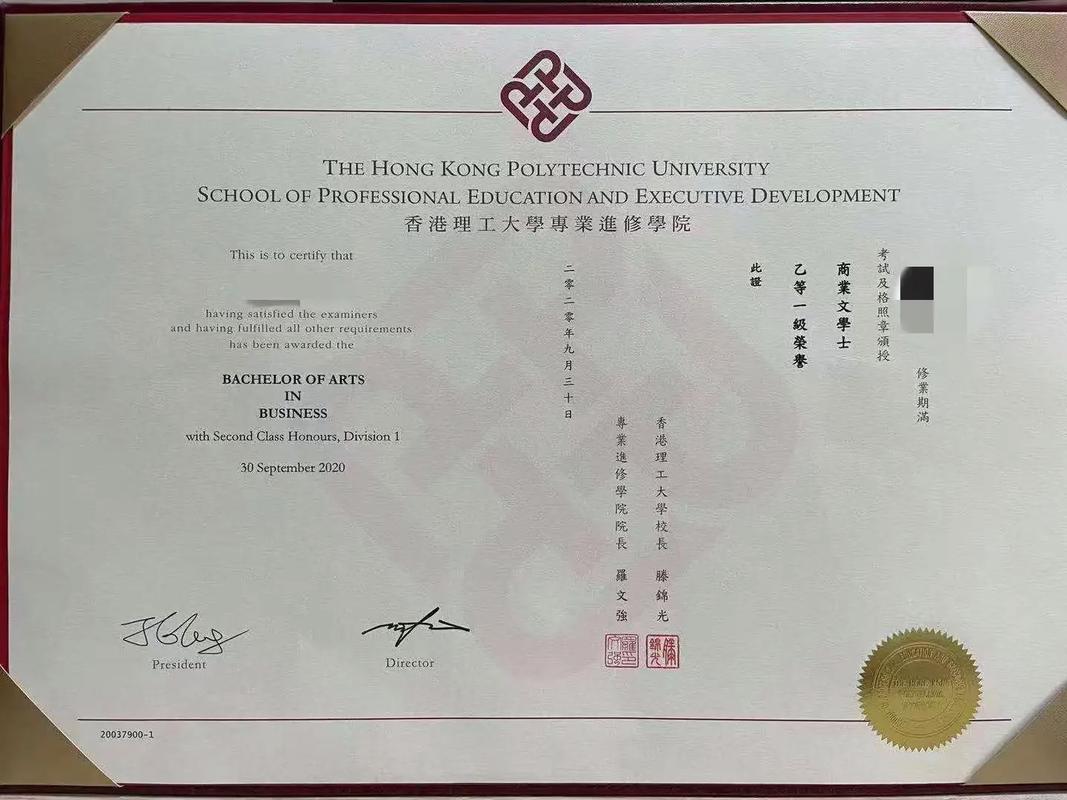 THE HONG KONG POLYTECHNIC UNIVERSITY
SCHOOL OF PROFESSIONAL EDUCATION AND EXECUTIVE DEVELOPMENT
香港理工大學專業進修學院
This is to certify that
having satisfied the examiners
and having fulfilled all other requirements
has been awarded the
BACHELOR OF ARTS
IN
BUSINESS
with Second Class Honours, Division 1
30 September 2020
修業期滿
考試及格照章頒授
商業文學士
乙等一級榮譽
此證
香港理工大學校長 滕錦光
專業進修學院院長 羅文強
二零二零年九月三十日
President
Director
20037900-1